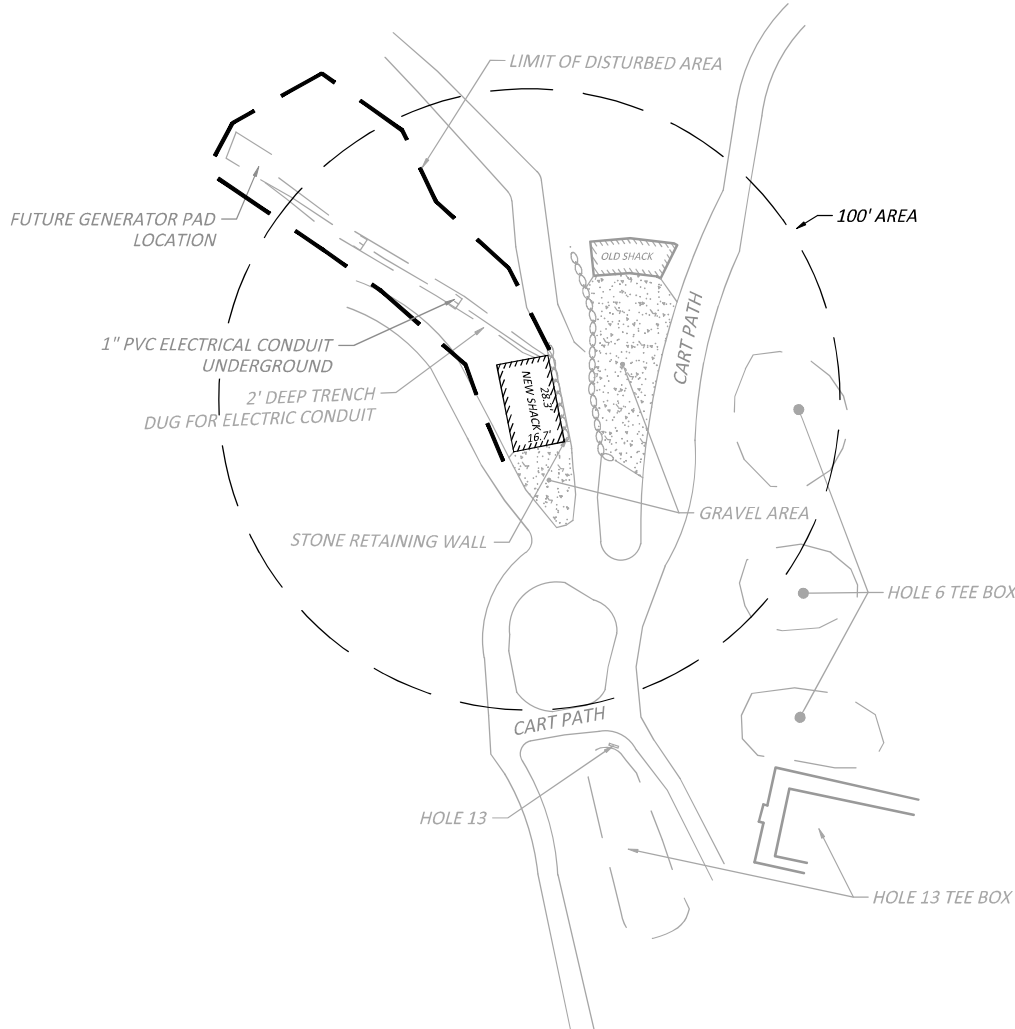 LIMIT OF DISTURBED AREA
FUTURE GENERATOR PAD
LOCATION
100' AREA
OLD SHACK
CART PATH
1" PVC ELECTRICAL CONDUIT
UNDERGROUND
2' DEEP TRENCH
DUG FOR ELECTRIC CONDUIT
NEW SHACK
28.3'
16.7'
GRAVEL AREA
STONE RETAINING WALL
HOLE 6 TEE BOX
CART PATH
HOLE 13
HOLE 13 TEE BOX